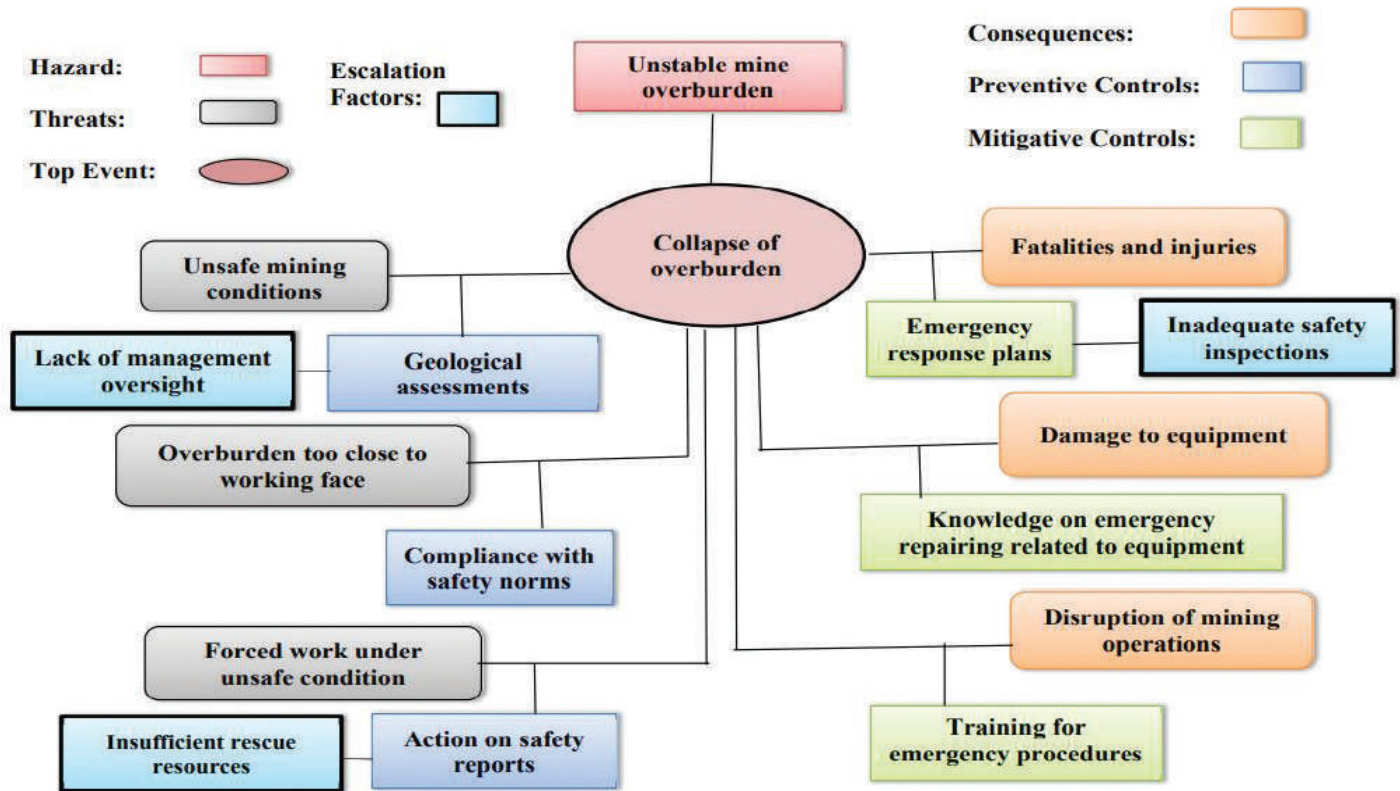 Hazard:
Threats:
Top Event:
Escalation
Factors:
Unstable mine
overburden
Consequences:
Preventive Controls:
Mitigative Controls:
Collapse of
overburden
Unsafe mining
conditions
Lack of management
oversight
Geological
assessments
Overburden too close to
working face
Compliance with
safety norms
Forced work under
unsafe condition
Insufficient rescue
resources
Action on safety
reports
Fatalities and injuries
Emergency
response plans
Inadequate safety
inspections
Damage to equipment
Knowledge on emergency
repairing related to equipment
Disruption of mining
operations
Training for
emergency procedures